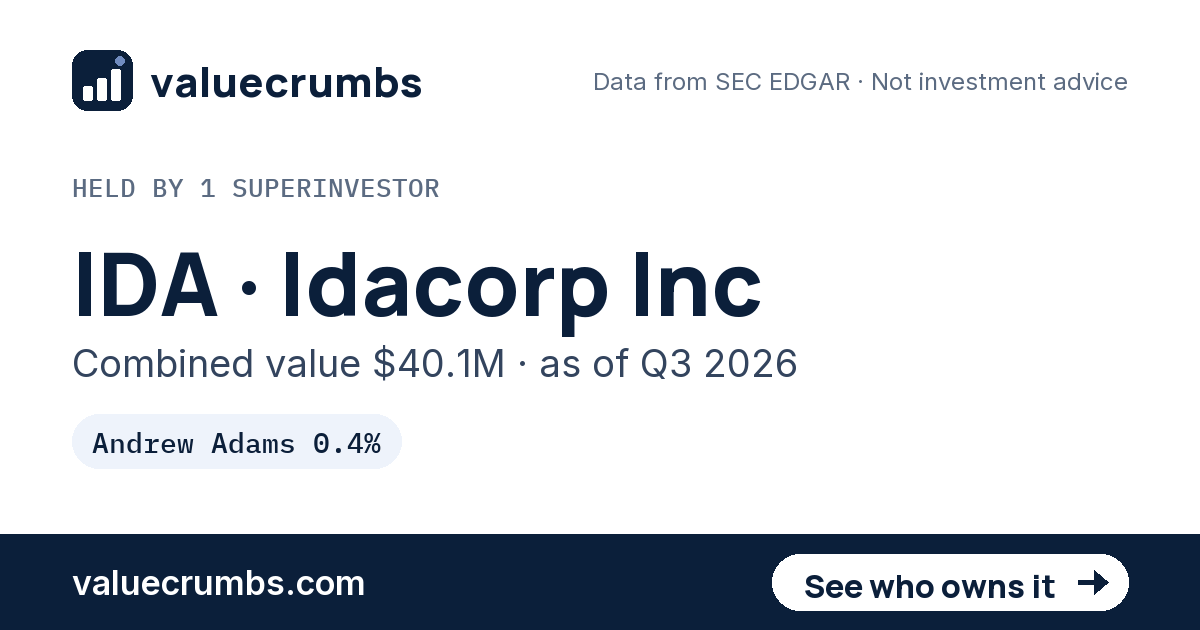 valuecrumbs
Data from SEC EDGAR · Not investment advice
HELD BY 1 SUPERINVESTOR
IDA · Idacorp Inc
Combined value $40.1M · as of Q3 2026
Andrew Adams 0.4%
valuecrumbs.com
See who owns it →